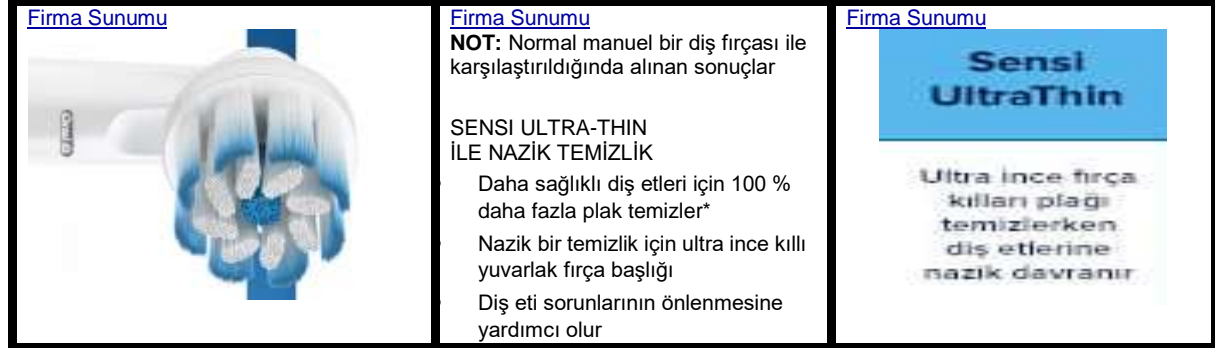 Firma Sunumu
Firma Sunumu
NOT: Normal manuel bir diş fırçası ile
karşılaştırıldığında alınan sonuçlar
SENSI ULTRA-THIN
İLE NAZİK TEMİZLİK
Daha sağlıklı diş etleri için 100 %
daha fazla plak temizler*
Nazik bir temizlik için ultra ince kıllı
yuvarlak fırça başlığı
Diş eti sorunlarının önlenmesine
yardımcı olur
Firma Sunumu
Sensi
UltraThin
Ultra ince fırça
kılları plağı
temizlerken
diş etlerine
nazik davranır